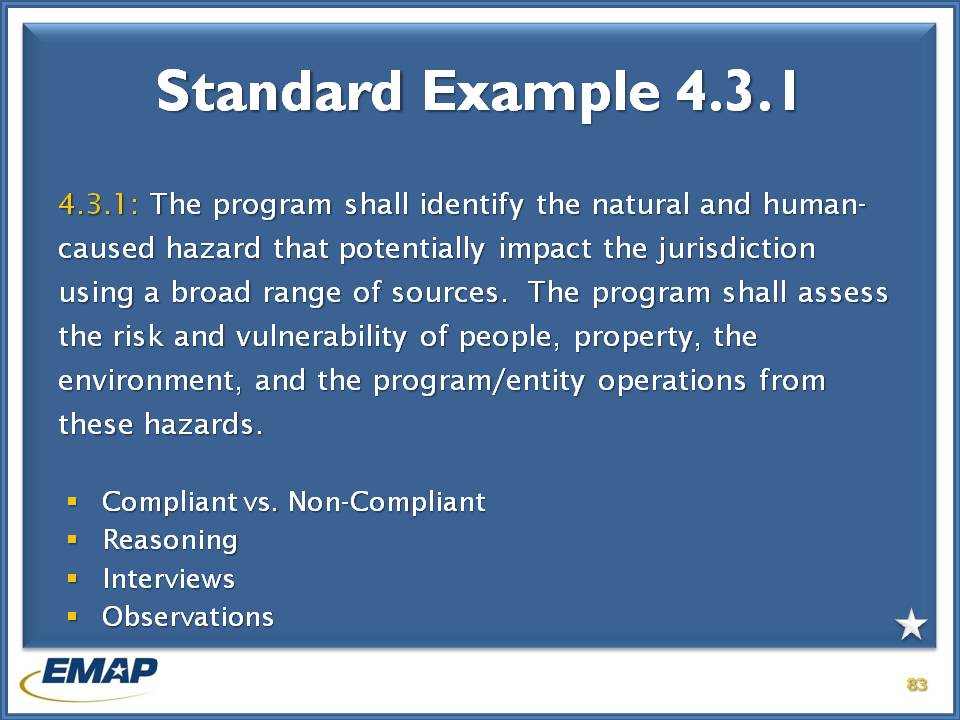 Standard Example 4.3.1
4.3.1: The program shall identify the natural and human-
caused hazard that potentially impact the jurisdiction
using a broad range of sources.  The program shall assess
the risk and vulnerability of people, property, the
environment, and the program/entity operations from
these hazards.
▪ Compliant vs. Non-Compliant
▪ Reasoning
▪ Interviews
▪ Observations
EMAP
83